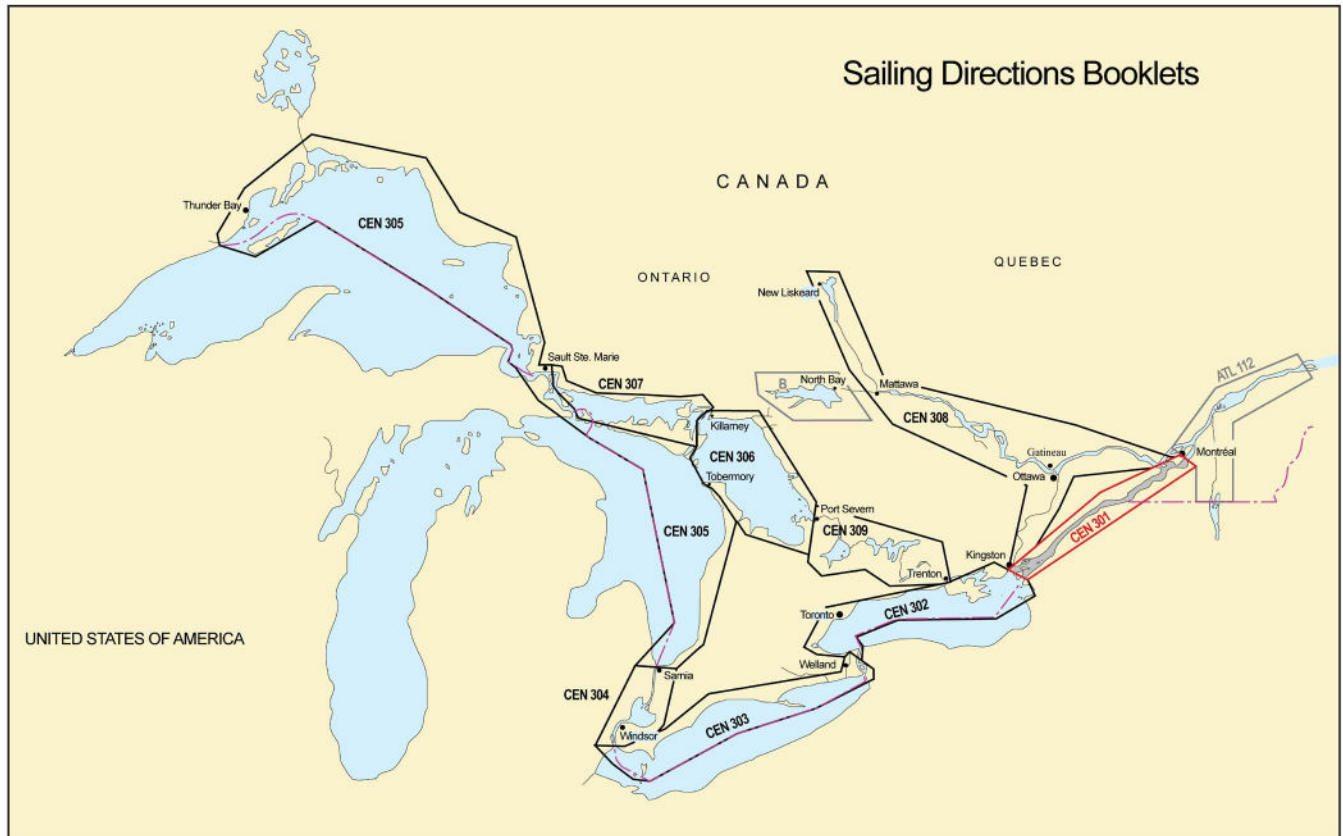 Sailing Directions Booklets
CANADA
Thunder Bay
CEN 305
ONTARIO
QUEBEC
New Liskeard
Sault Ste. Marie
CEN 307
B
North Bay
Mattawa
ATL 112
Killarney
CEN 308
CEN 306
Gatineau
Montréal
Ottawa
Tobermory
CEN 305
Port Severn
CEN 309
CEN 301
Kingston
Trenton
CEN 302
Toronto
UNITED STATES OF AMERICA
Welland
Sarnia
CEN 304
CEN 303
Windsor